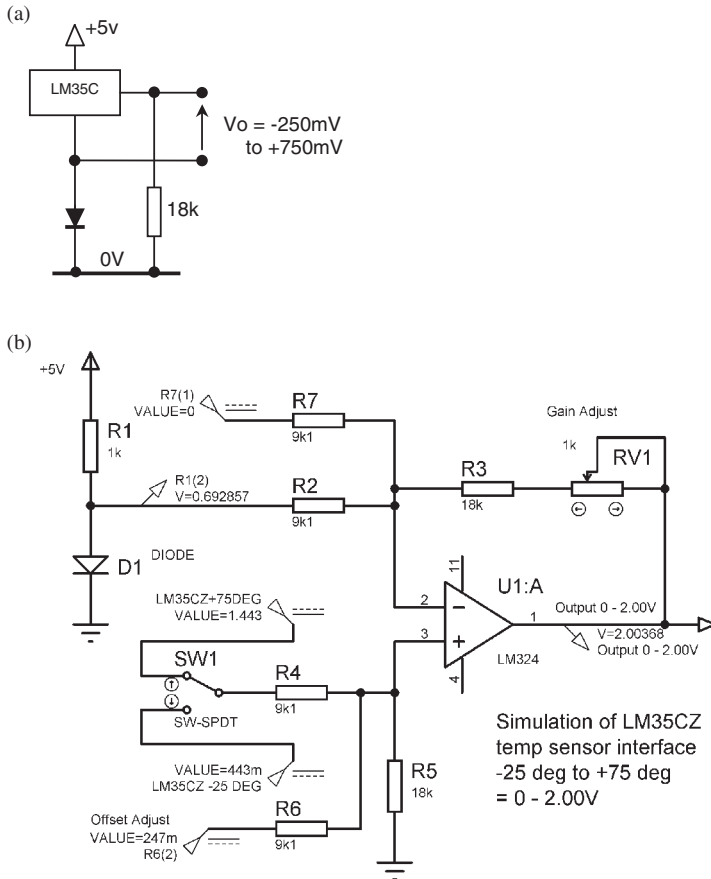 (a)
+5v
LM35C
Vo = -250mV
to +750mV
18k
0V
(b)
+5V
R7(1)
VALUE=0
R7
9k1
Gain Adjust
R1
1k
1k
RV1
R3
18k
R1(2)
V=0.692857
R2
9k1
D1
DIODE
LM35CZ+75DEG
VALUE=1.443
11
U1:A
2
3
1
4
LM324
Output 0 - 2.00V
V=2.00368
Output 0 - 2.00V
SW1
SW-SPDT
R4
9k1
VALUE=443m
LM35CZ -25 DEG
R5
18k
Simulation of LM35CZ
temp sensor interface
-25 deg to +75 deg
= 0 - 2.00V
Offset Adjust
VALUE=247m
R6(2)
R6
9k1